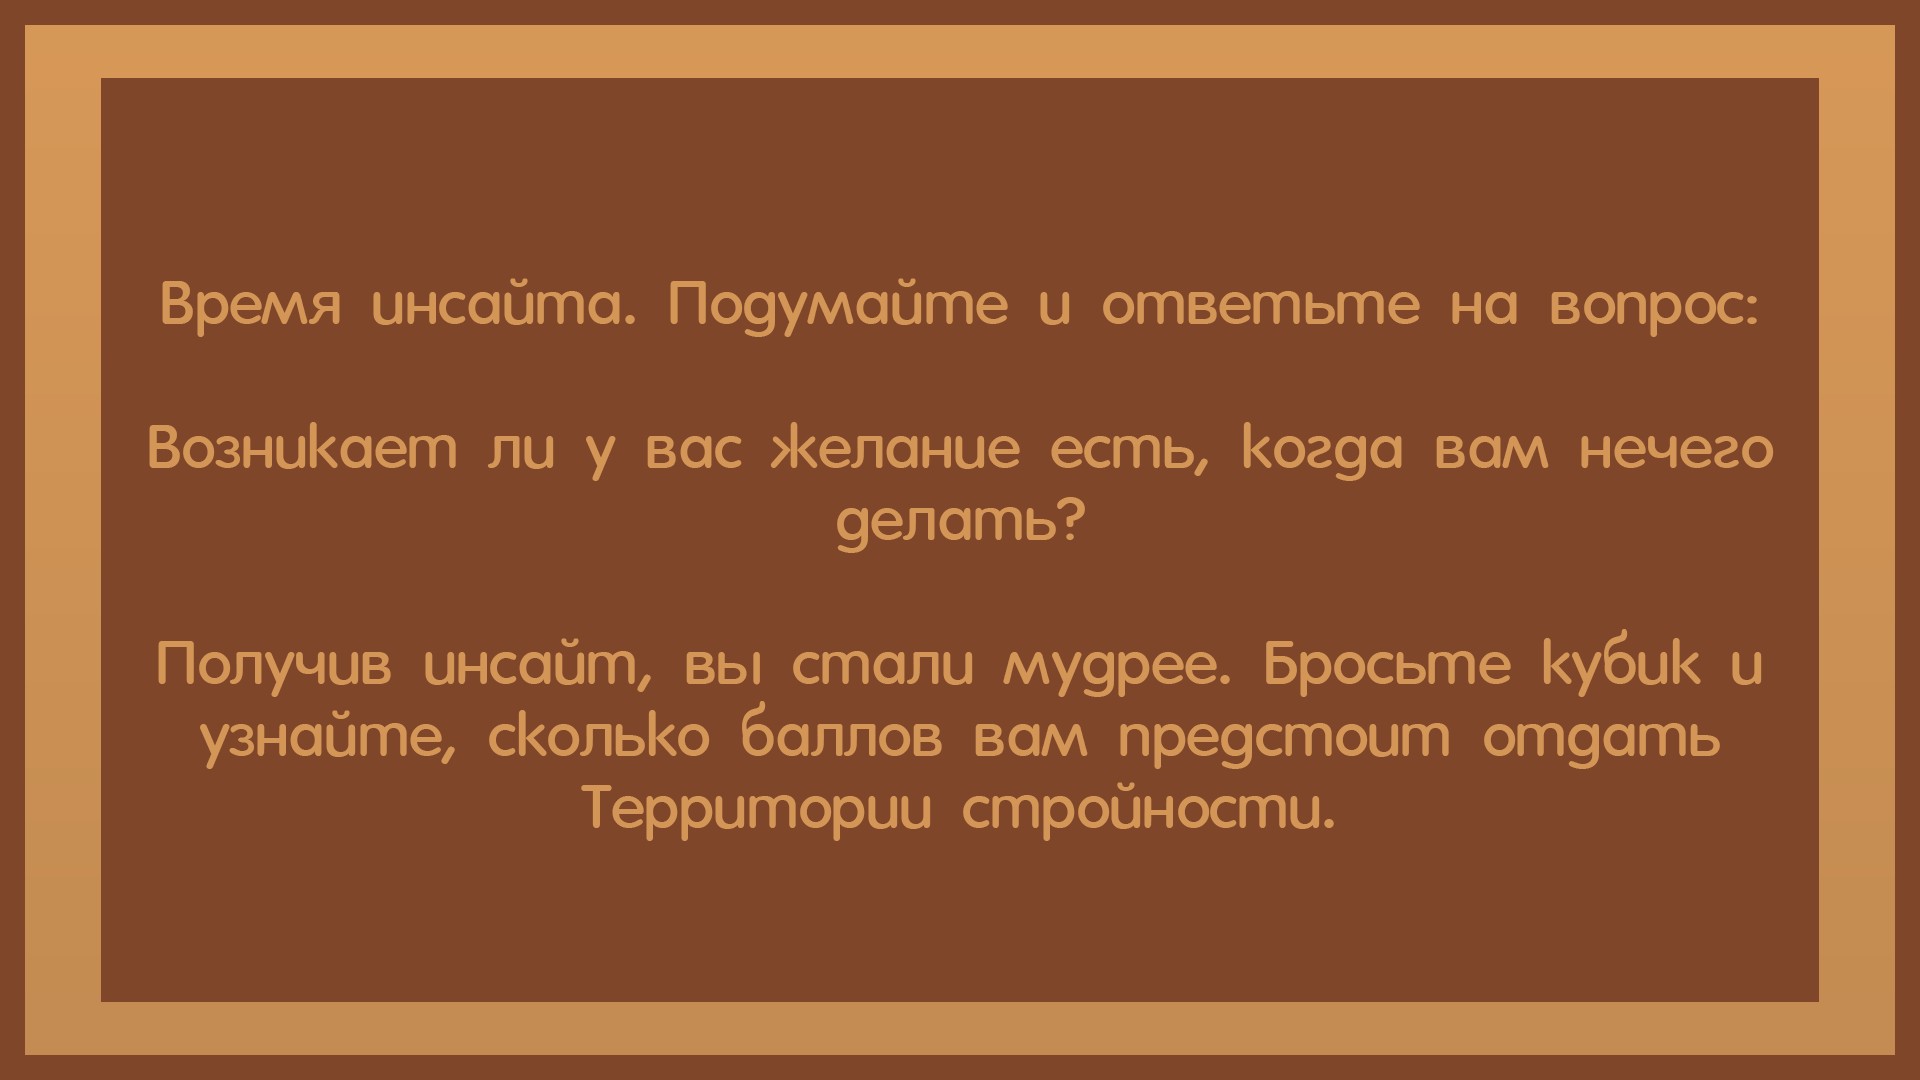 Время инсайта. Подумайте и ответьте на вопрос:
Возникает ли у вас желание есть, когда вам нечего
делать?
Получив инсайт, вы стали мудрее. Бросьте кубик и
узнайте, сколько баллов вам предстоит отдать
Территории стройности.